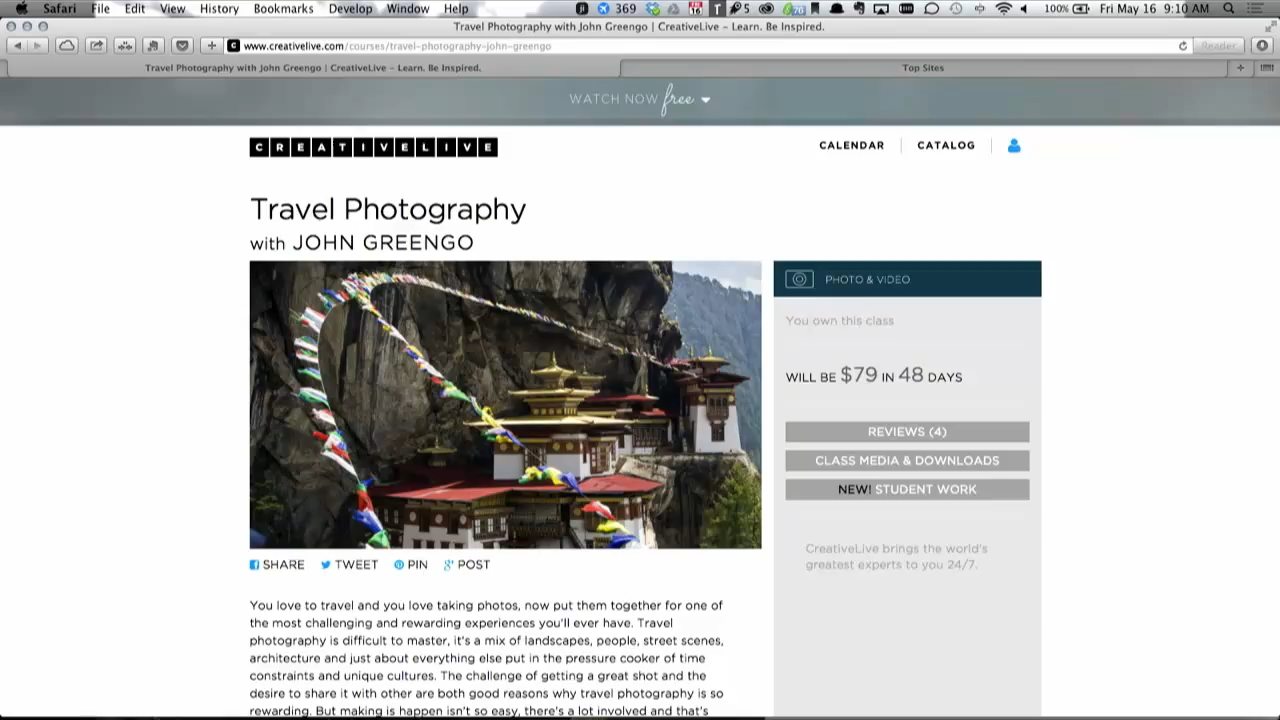 Safari File Edit View History Bookmarks Develop Window Help 369 5 100% Fri May 16 9:10 AM
Travel Photography with John Greengo | CreativeLive – Learn. Be Inspired.
www.creativelive.com/courses/travel-photography-john-greengo Reader
Travel Photography with John Greengo | CreativeLive – Learn. Be Inspired. Top Sites
WATCH NOW free
CREATIVELIVE
CALENDAR CATALOG
Travel Photography
with JOHN GREENGO
PHOTO & VIDEO
You own this class
WILL BE $79 IN 48 DAYS
REVIEWS (4)
CLASS MEDIA & DOWNLOADS
NEW! STUDENT WORK
CreativeLive brings the world's
greatest experts to you 24/7.
SHARE TWEET PIN POST
You love to travel and you love taking photos, now put them together for one of
the most challenging and rewarding experiences you'll ever have. Travel
photography is difficult to master, it's a mix of landscapes, people, street scenes,
architecture and just about everything else put in the pressure cooker of time
constraints and unique cultures. The challenge of getting a great shot and the
desire to share it with other are both good reasons why travel photography is so
rewarding. But making is happen isn't so easy, there's a lot involved and that's